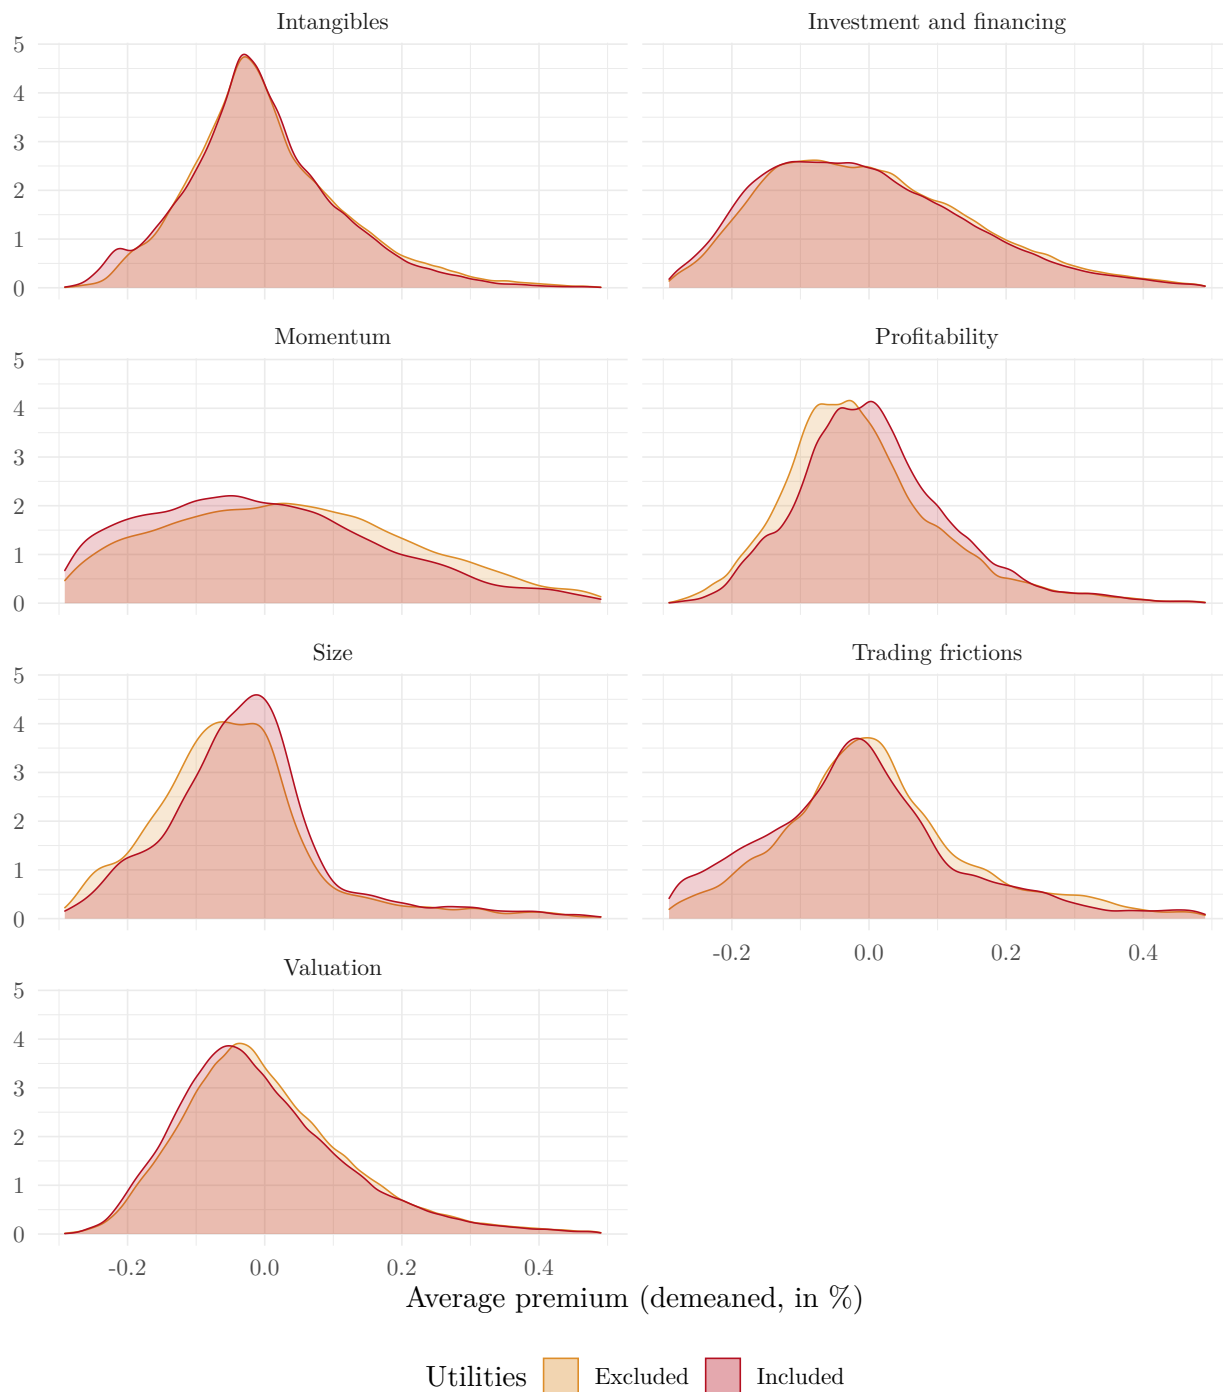 Intangibles
Investment and financing
5
4
3
2
1
0
Momentum
Profitability
5
4
3
2
1
0
Size
Trading frictions
5
4
3
2
1
0
-0.2 0.0 0.2 0.4
Valuation
5
4
3
2
1
0
-0.2 0.0 0.2 0.4
Average premium (demeaned, in %)
Utilities Excluded Included